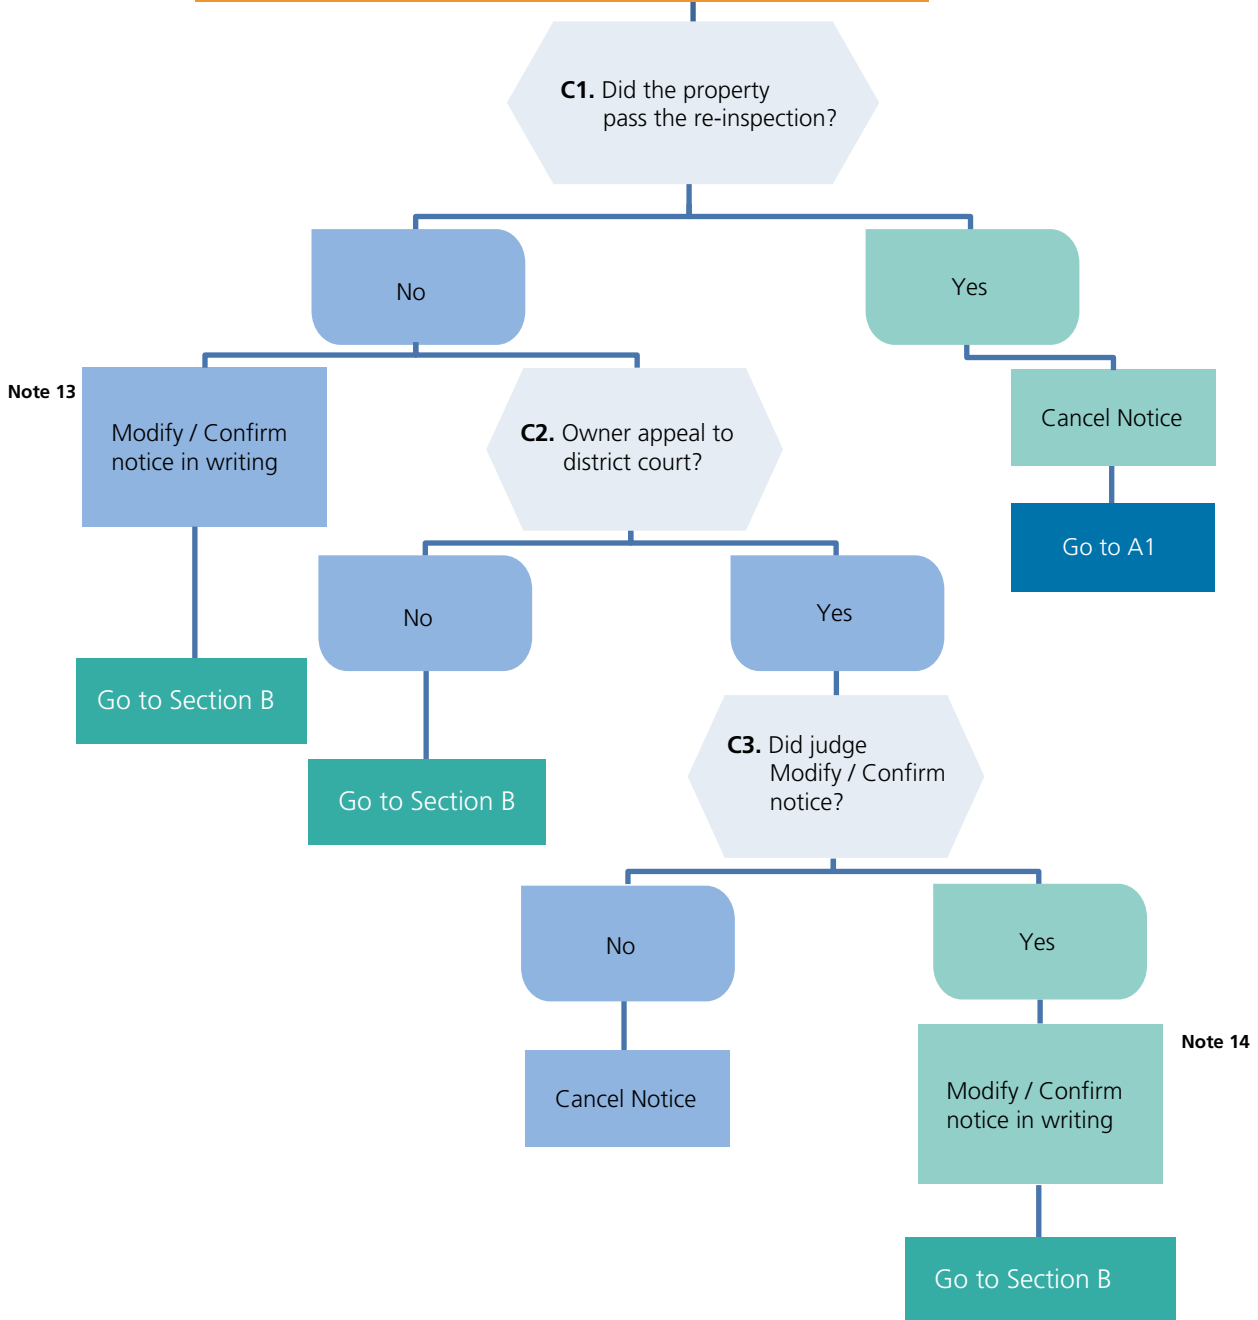 C1. Did the property
pass the re-inspection?
No
Yes
Note 13
Modify / Confirm
notice in writing
C2. Owner appeal to
district court?
Cancel Notice
Go to A1
No
Yes
Go to Section B
Go to Section B
C3. Did judge
Modify / Confirm
notice?
No
Yes
Cancel Notice
Note 14
Modify / Confirm
notice in writing
Go to Section B